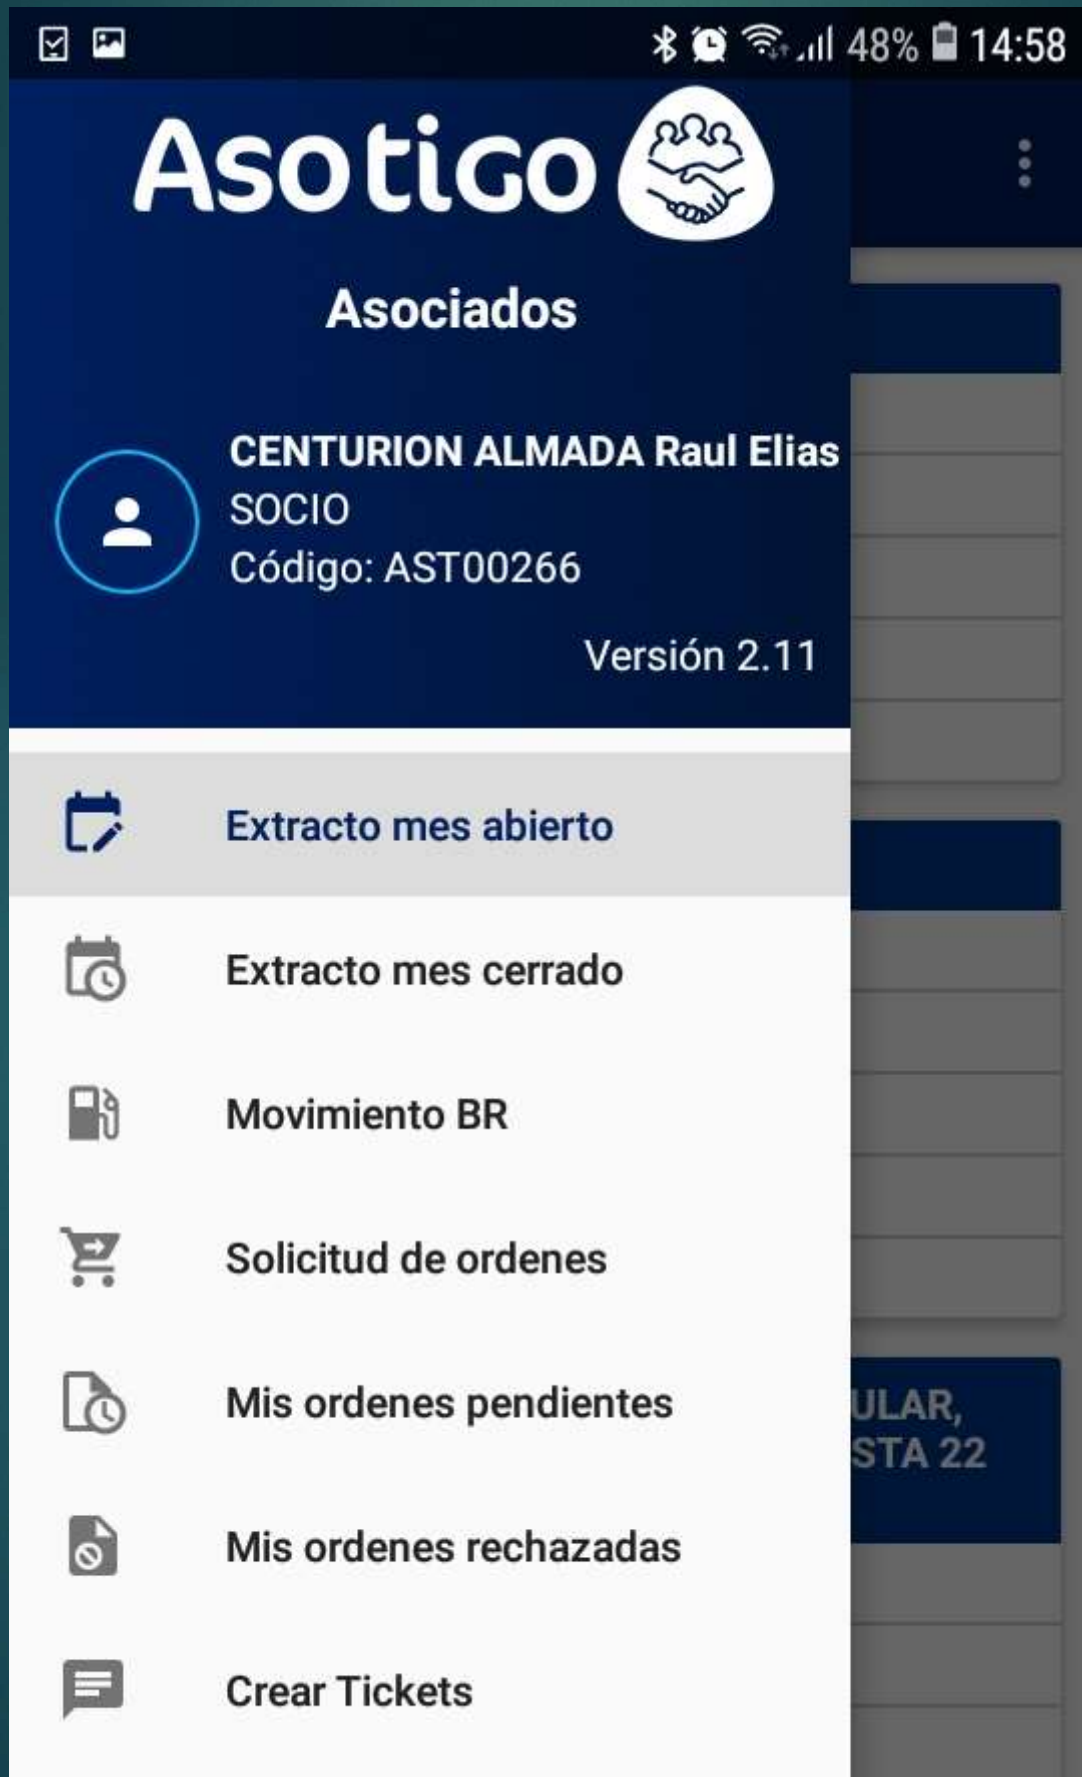 48% 14:58
Asotigo
Asociados
CENTURION ALMADA Raul Elias
SOCIO
Código: AST00266
Versión 2.11
Extracto mes abierto
Extracto mes cerrado
Movimiento BR
Solicitud de ordenes
Mis ordenes pendientes
ULAR,
STA 22
Mis ordenes rechazadas
Crear Tickets